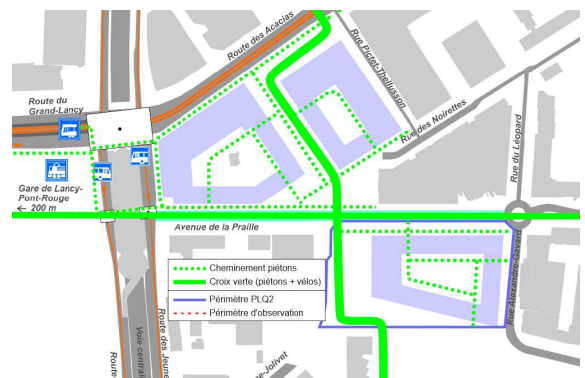 Route des Acacias
Rue Pictet-Thellusson
Route du
Grand-Lancy
Rue des Noirettes
Rue du Léopard
Gare de Lancy-
Pont-Rouge
← 200 m
Avenue de la Praille
Cheminement piétons
Croix verte (piétons + vélos)
Périmètre PLQ2
Périmètre d'observation
Rue Alexandre-Gavard
Voie centrale
Route des Jeune
Route
e-Jolivet